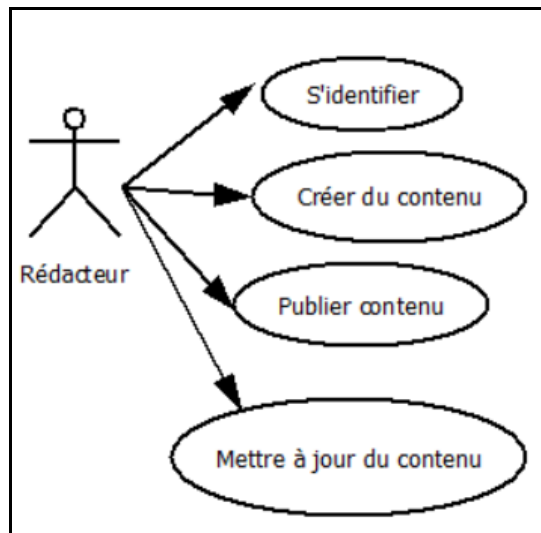 S'identifier
Créer du contenu
Rédacteur
Publier contenu
Mettre à jour du contenu